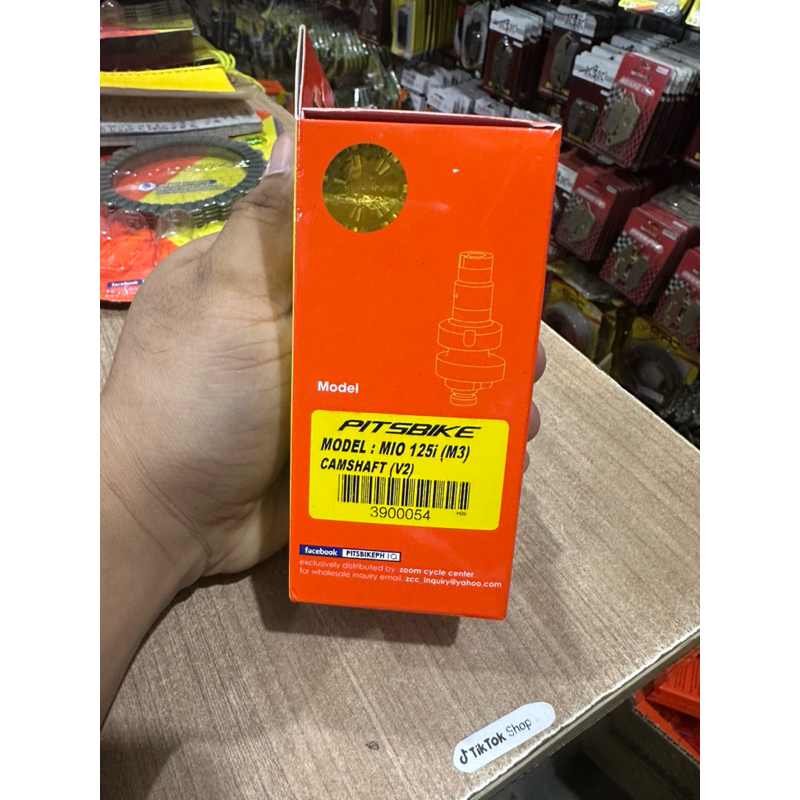 Model
PITSBIKE
MODEL : MIO 125i (M3)
CAMSHAFT (V2)
3900054
facebook PITSBIKEPH
exclusively distributed by zoom cycle center
for wholesale inquiry email. zcc_inquiry@yahoo.com
TikTok Shop
facebook